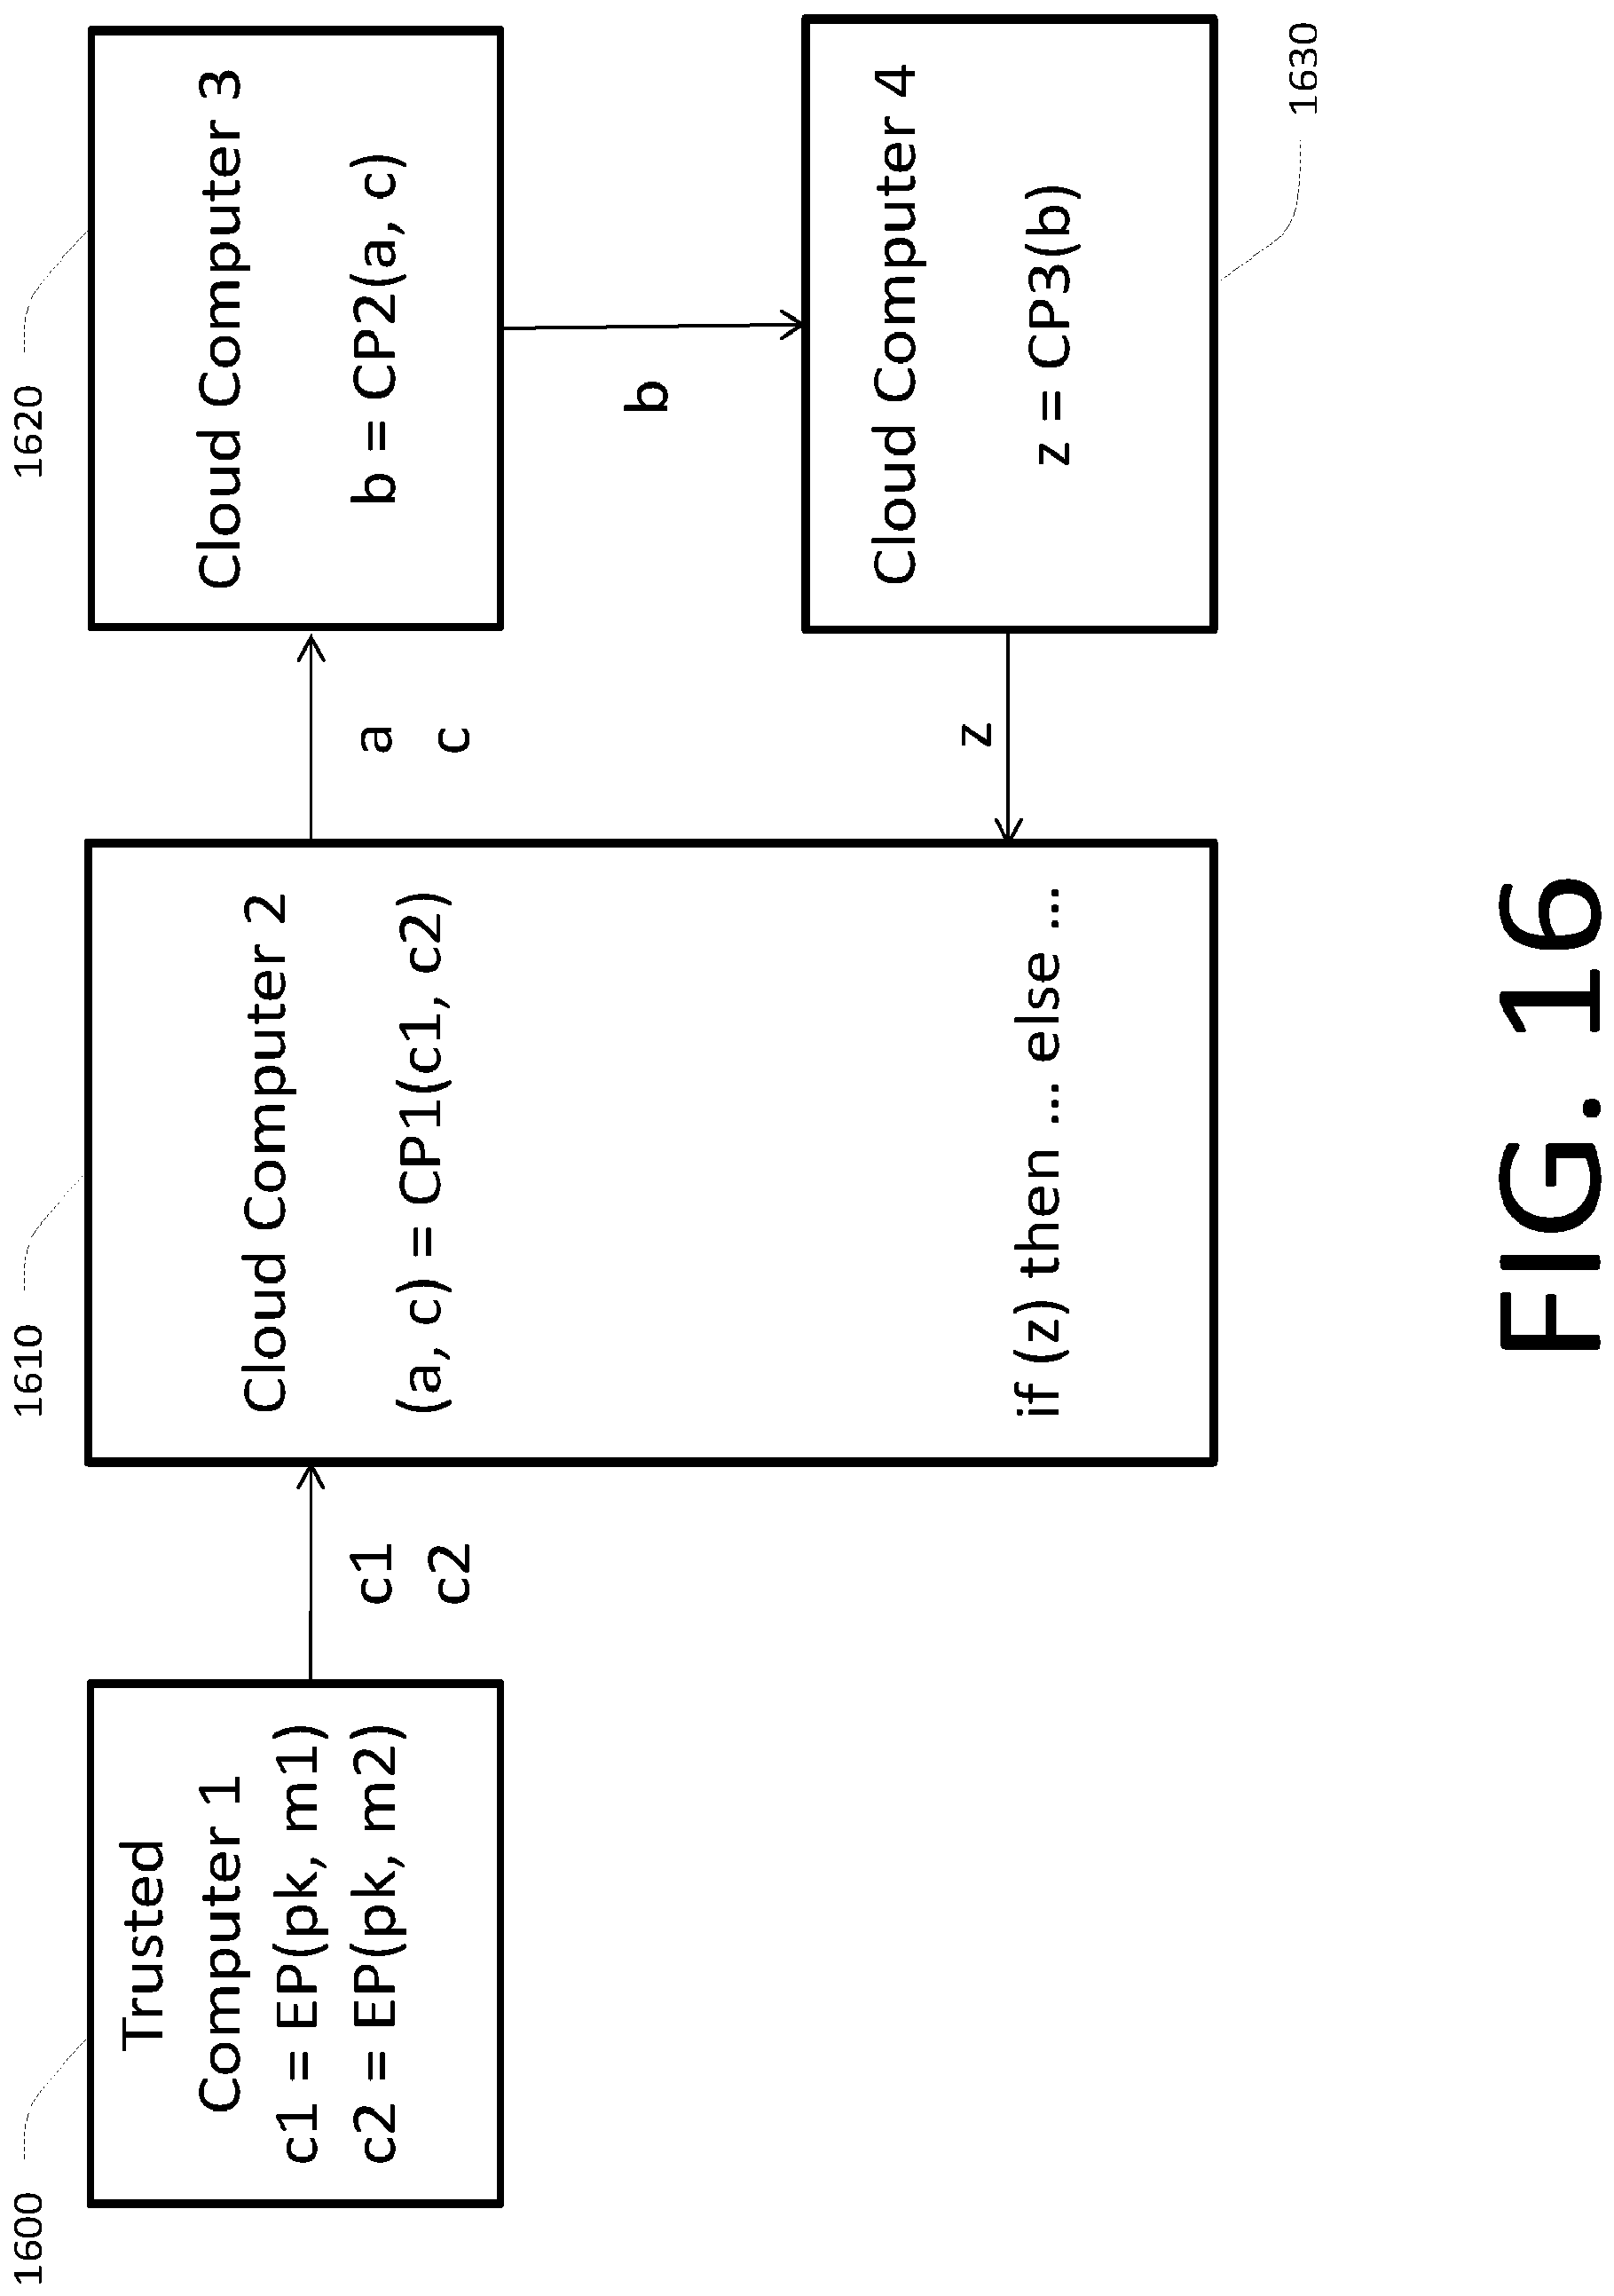 1600
Trusted
Computer 1
c1 = EP(pk, m1)
c2 = EP(pk, m2)
c1
c2
1610
Cloud Computer 2
(a, c) = CP1(c1, c2)
if (z) then ... else ...
a
c
1620
Cloud Computer 3
b = CP2(a, c)
b
Cloud Computer 4
z = CP3(b)
1630
z
FIG. 16